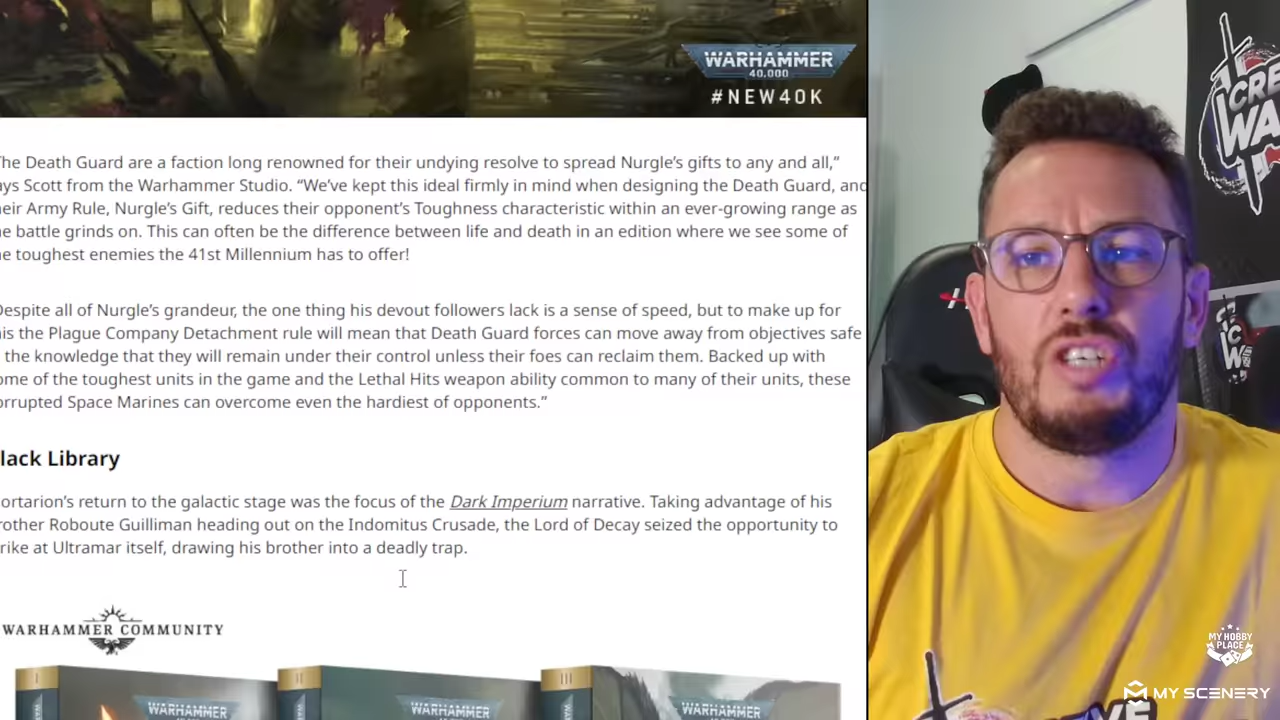 WARHAMMER
40,000
#NEW40K
CRE
WA
he Death Guard are a faction long renowned for their undying resolve to spread Nurgle's gifts to any and all,”
ays Scott from the Warhammer Studio. “We've kept this ideal firmly in mind when designing the Death Guard, and
eir Army Rule, Nurgle's Gift, reduces their opponent's Toughness characteristic within an ever-growing range as
e battle grinds on. This can often be the difference between life and death in an edition where we see some of
e toughest enemies the 41st Millennium has to offer!
espite all of Nurgle's grandeur, the one thing his devout followers lack is a sense of speed, but to make up for
is the Plague Company Detachment rule will mean that Death Guard forces can move away from objectives safe
the knowledge that they will remain under their control unless their foes can reclaim them. Backed up with
ome of the toughest units in the game and the Lethal Hits weapon ability common to many of their units, these
orrupted Space Marines can overcome even the hardiest of opponents.”
lack Library
ortarion's return to the galactic stage was the focus of the Dark Imperium narrative. Taking advantage of his
rother Roboute Guilliman heading out on the Indomitus Crusade, the Lord of Decay seized the opportunity to
rike at Ultramar itself, drawing his brother into a deadly trap.
WARHAMMER COMMUNITY
I
II
III
WARHAMMER
WARHAMMER
WARHAMMER
MY HOBBY
PLACE
MY SCENERY